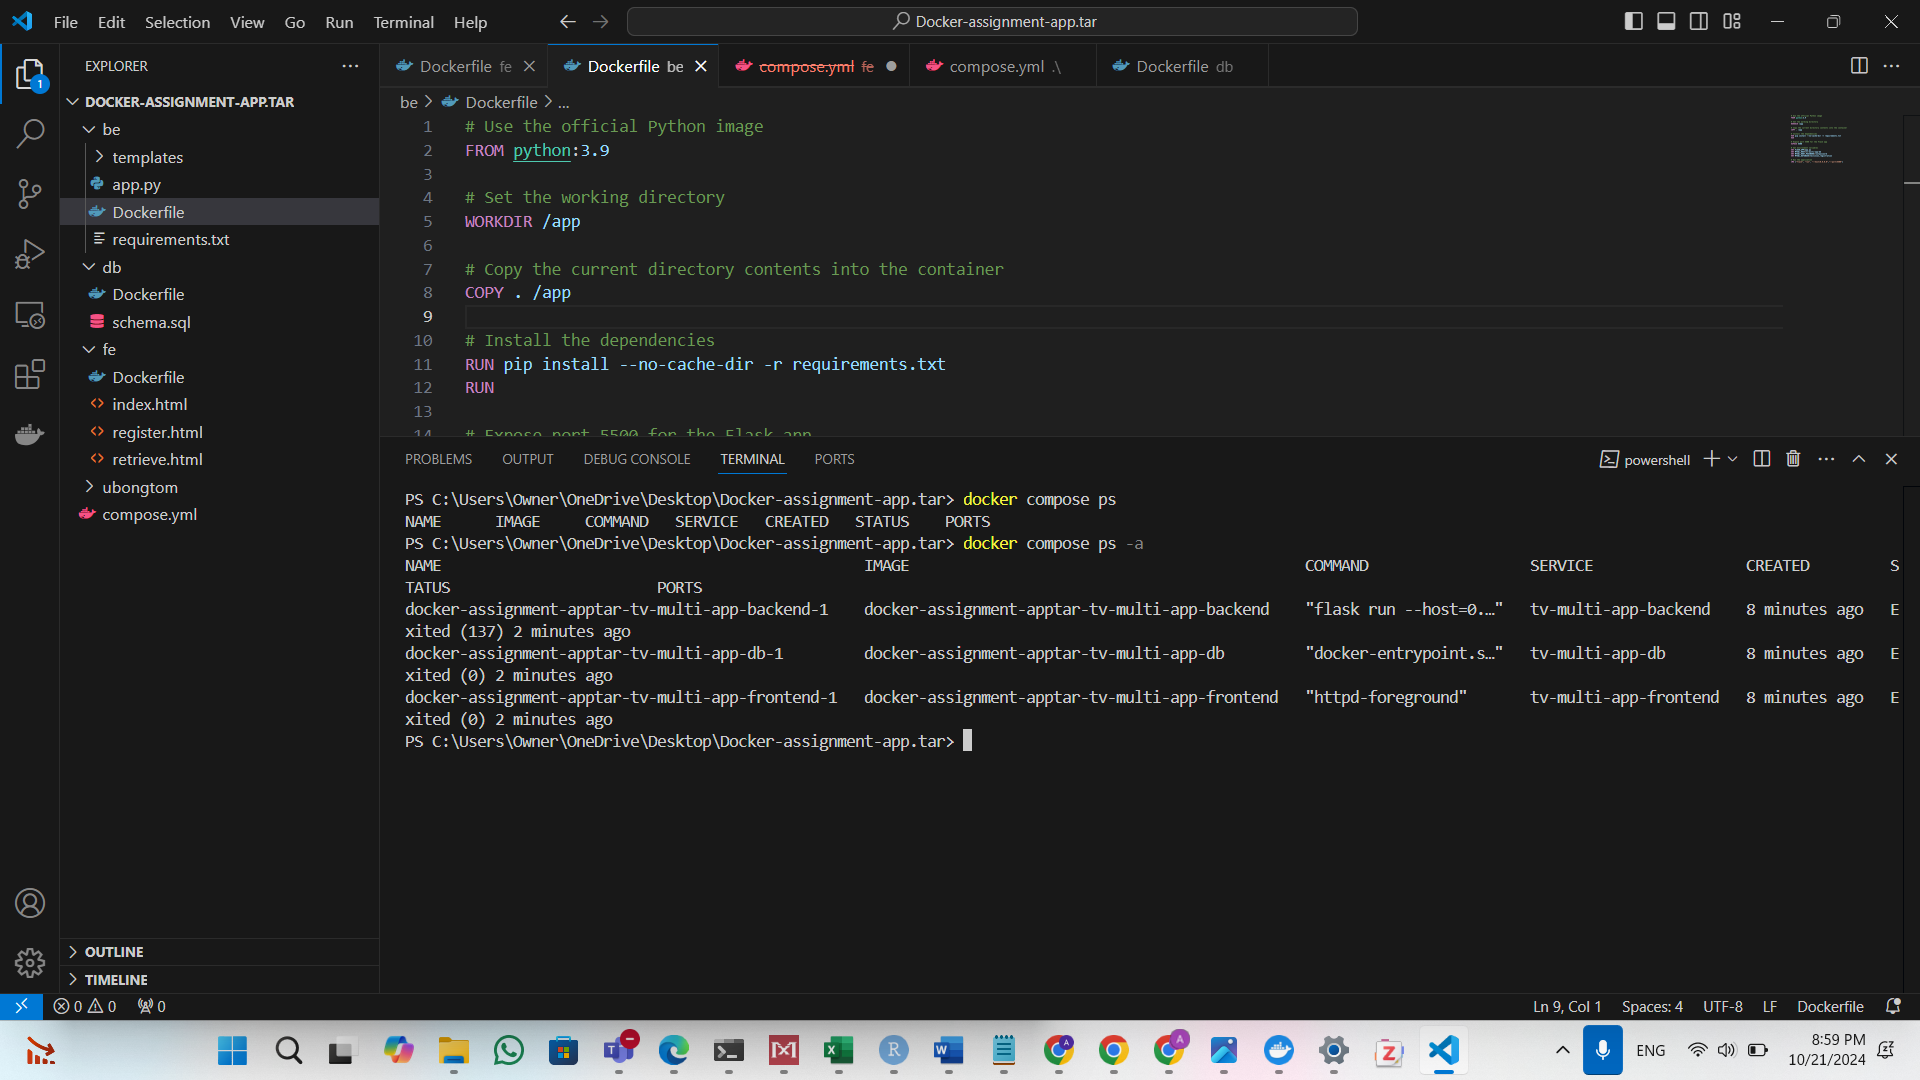 File Edit Selection View Go Run Terminal Help
Docker-assignment-app.tar
EXPLORER
DOCKER-ASSIGNMENT-APP.TAR
be
templates
app.py
Dockerfile
requirements.txt
db
Dockerfile
schema.sql
fe
Dockerfile
index.html
register.html
retrieve.html
ubongtom
compose.yml
OUTLINE
TIMELINE
1
Dockerfile fe
Dockerfile be
compose.yml fe
compose.yml .\
Dockerfile db
be > Dockerfile > ...
1 # Use the official Python image
2 FROM python:3.9
3
4 # Set the working directory
5 WORKDIR /app
6
7 # Copy the current directory contents into the container
8 COPY . /app
9
10 # Install the dependencies
11 RUN pip install --no-cache-dir -r requirements.txt
12 RUN
13
14 # Expose port 5500 for the Flask app
PROBLEMS OUTPUT DEBUG CONSOLE TERMINAL PORTS
powershell
PS C:\Users\Owner\OneDrive\Desktop\Docker-assignment-app.tar> docker compose ps
NAME IMAGE COMMAND SERVICE CREATED STATUS PORTS
PS C:\Users\Owner\OneDrive\Desktop\Docker-assignment-app.tar> docker compose ps -a
NAME IMAGE COMMAND SERVICE CREATED S
TATUS PORTS
docker-assignment-apptar-tv-multi-app-backend-1 docker-assignment-apptar-tv-multi-app-backend "flask run --host=0.…" tv-multi-app-backend 8 minutes ago E
xited (137) 2 minutes ago
docker-assignment-apptar-tv-multi-app-db-1 docker-assignment-apptar-tv-multi-app-db "docker-entrypoint.s…" tv-multi-app-db 8 minutes ago E
xited (0) 2 minutes ago
docker-assignment-apptar-tv-multi-app-frontend-1 docker-assignment-apptar-tv-multi-app-frontend "httpd-foreground" tv-multi-app-frontend 8 minutes ago E
xited (0) 2 minutes ago
PS C:\Users\Owner\OneDrive\Desktop\Docker-assignment-app.tar>
0 0 0
Ln 9, Col 1 Spaces: 4 UTF-8 LF Dockerfile
ENG
8:59 PM
10/21/2024